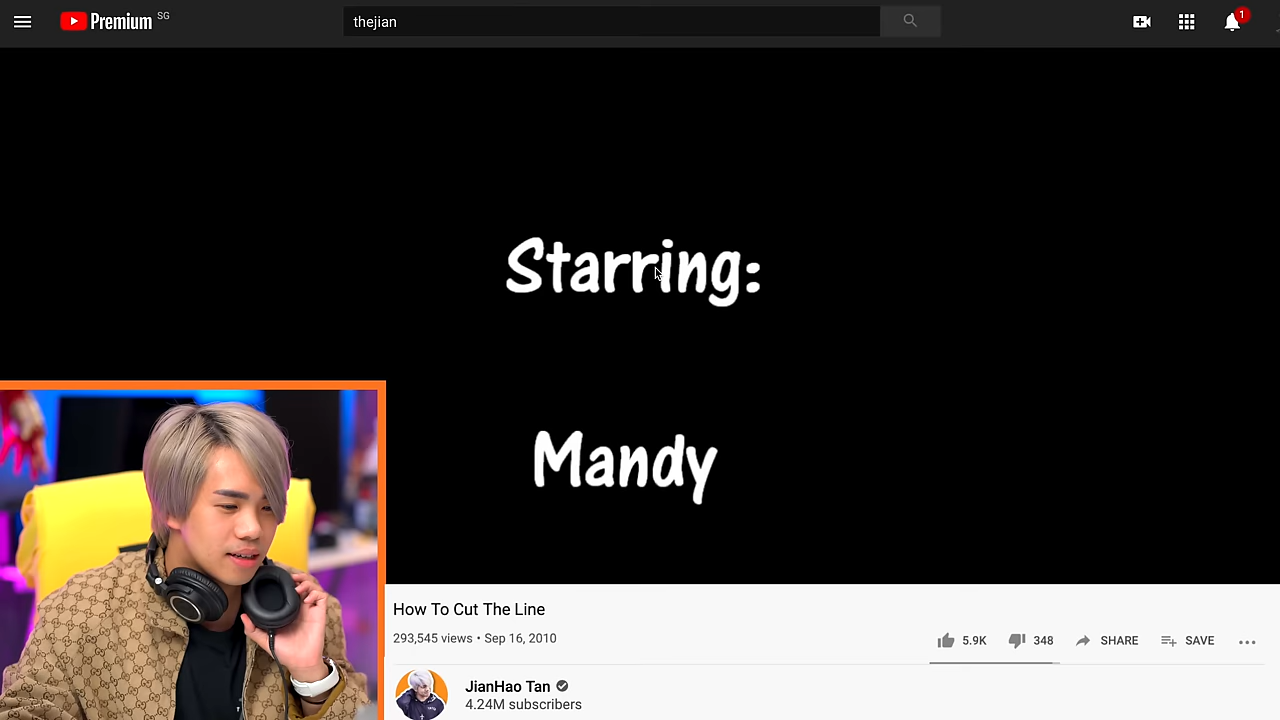 Premium SG
thejian
1
Starring:
Mandy
How To Cut The Line
293,545 views • Sep 16, 2010
5.9K
348
SHARE
SAVE
JianHao Tan
4.24M subscribers